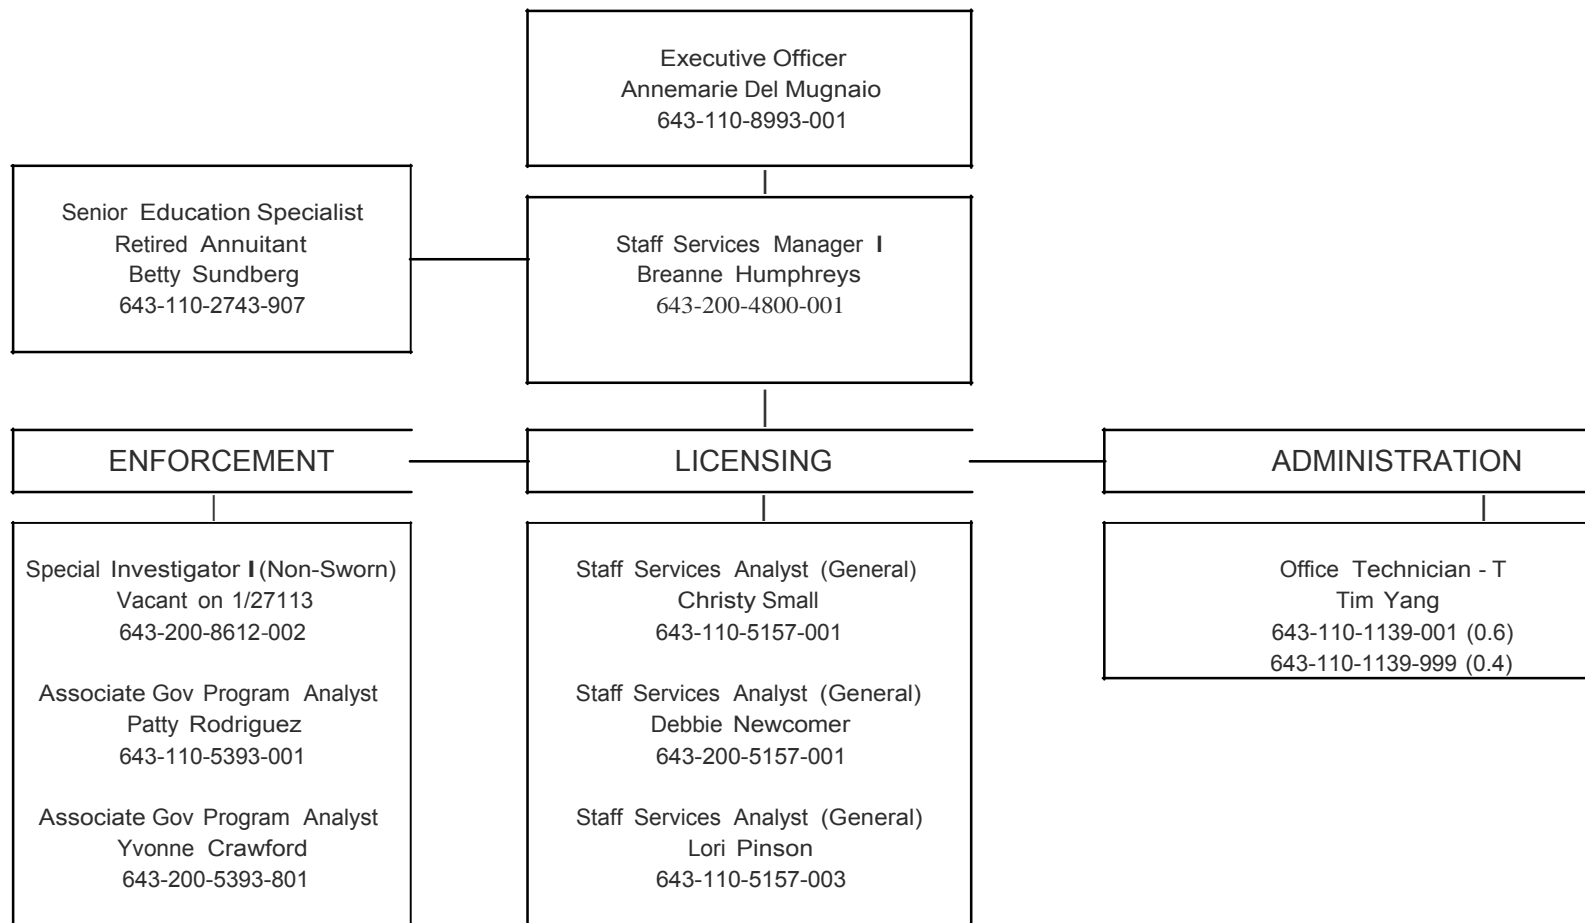 Executive Officer
Annemarie Del Mugnaio
643-110-8993-001
Senior Education Specialist
Retired Annuitant
Betty Sundberg
643-110-2743-907
Staff Services Manager I
Breanne Humphreys
643-200-4800-001
ENFORCEMENT
LICENSING
ADMINISTRATION
Special Investigator I (Non-Sworn)
Vacant on 1/27113
643-200-8612-002
Associate Gov Program Analyst
Patty Rodriguez
643-110-5393-001
Associate Gov Program Analyst
Yvonne Crawford
643-200-5393-801
Staff Services Analyst (General)
Christy Small
643-110-5157-001
Staff Services Analyst (General)
Debbie Newcomer
643-200-5157-001
Staff Services Analyst (General)
Lori Pinson
643-110-5157-003
Office Technician - T
Tim Yang
643-110-1139-001 (0.6)
643-110-1139-999 (0.4)